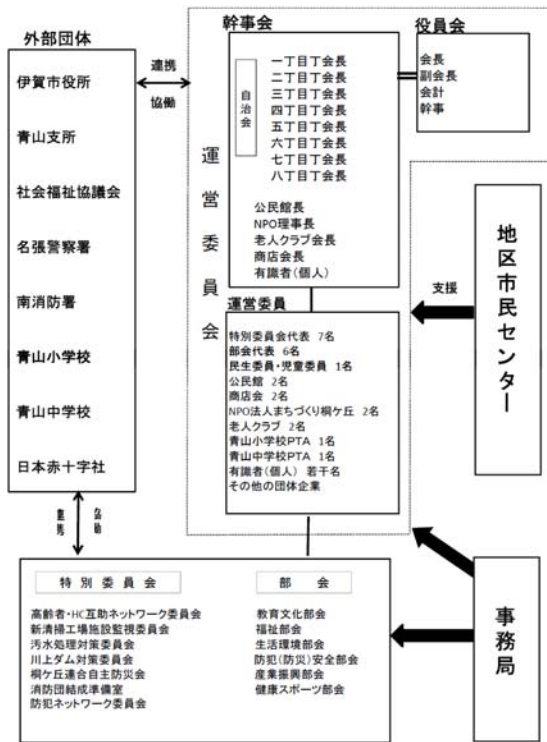 外部団体
伊賀市役所
青山支所
社会福祉協議会
名張警察署
南消防署
青山小学校
青山中学校
日本赤十字社
連携
協働
連携
協働
運営委員会
幹事会
自治会
一丁目丁会長
二丁目丁会長
三丁目丁会長
四丁目丁会長
五丁目丁会長
六丁目丁会長
七丁目丁会長
八丁目丁会長
公民館長
NPO理事長
老人クラブ会長
商店会長
有識者(個人)
役員会
会長
副会長
会計
幹事
運営委員
特別委員会代表 7名
部会代表 6名
民生委員・児童委員 1名
公民館 2名
商店会 2名
NPO法人まちづくり桐ケ丘 2名
老人クラブ 2名
青山小学校PTA 1名
青山中学校PTA 1名
有識者(個人) 若干名
その他の団体企業
支援
地区市民センター
事務局
特別委員会
高齢者・HC互助ネットワーク委員会
新清掃工場施設監視委員会
汚水処理対策委員会
川上ダム対策委員会
桐ケ丘連合自主防災会
消防団結成準備室
防犯ネットワーク委員会
部会
教育文化部会
福祉部会
生活環境部会
防犯(防災)安全部会
産業振興部会
健康スポーツ部会